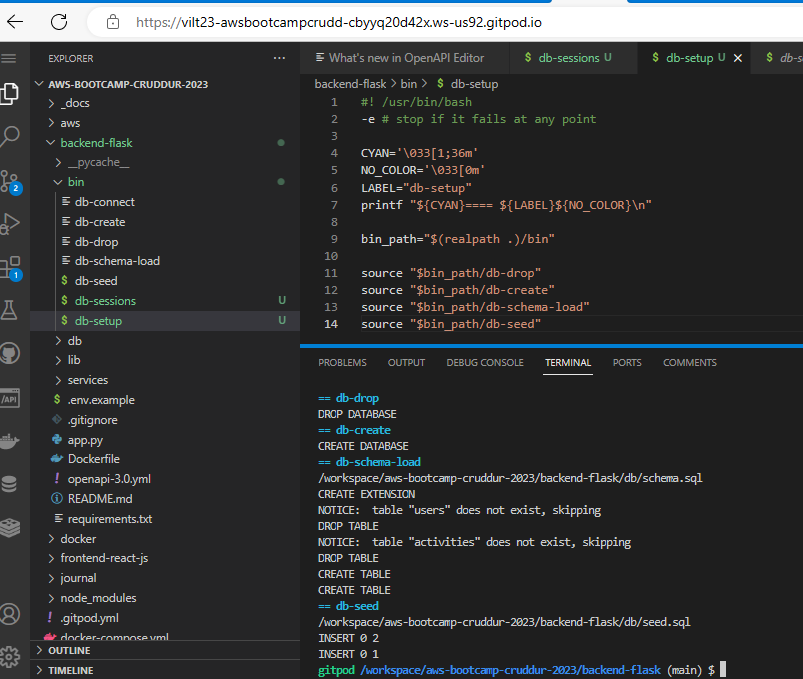 https://vilt23-awsbootcampcrudd-cbyyq20d42x.ws-us92.gitpod.io
EXPLORER
AWS-BOOTCAMP-CRUDDUR-2023
_docs
aws
backend-flask
__pycache__
bin
db-connect
db-create
db-drop
db-schema-load
db-seed
db-sessions U
db-setup U
db
lib
services
.env.example
.gitignore
app.py
Dockerfile
openapi-3.0.yml
README.md
requirements.txt
docker
frontend-react-js
journal
node_modules
.gitpod.yml
docker-compose.yml
OUTLINE
TIMELINE
2
1
/API
What's new in OpenAPI Editor
$ db-sessions U
$ db-setup U
$ db-s
backend-flask > bin > $ db-setup
1 #! /usr/bin/bash
2 -e # stop if it fails at any point
3
4 CYAN='\033[1;36m'
5 NO_COLOR='\033[0m'
6 LABEL="db-setup"
7 printf "${CYAN}==== ${LABEL}${NO_COLOR}\n"
8
9 bin_path="$(realpath .)/bin"
10
11 source "$bin_path/db-drop"
12 source "$bin_path/db-create"
13 source "$bin_path/db-schema-load"
14 source "$bin_path/db-seed"
PROBLEMS OUTPUT DEBUG CONSOLE TERMINAL PORTS COMMENTS
== db-drop
DROP DATABASE
== db-create
CREATE DATABASE
== db-schema-load
/workspace/aws-bootcamp-cruddur-2023/backend-flask/db/schema.sql
CREATE EXTENSION
NOTICE:  table "users" does not exist, skipping
DROP TABLE
NOTICE:  table "activities" does not exist, skipping
DROP TABLE
CREATE TABLE
CREATE TABLE
== db-seed
/workspace/aws-bootcamp-cruddur-2023/backend-flask/db/seed.sql
INSERT 0 2
INSERT 0 1
gitpod /workspace/aws-bootcamp-cruddur-2023/backend-flask (main) $